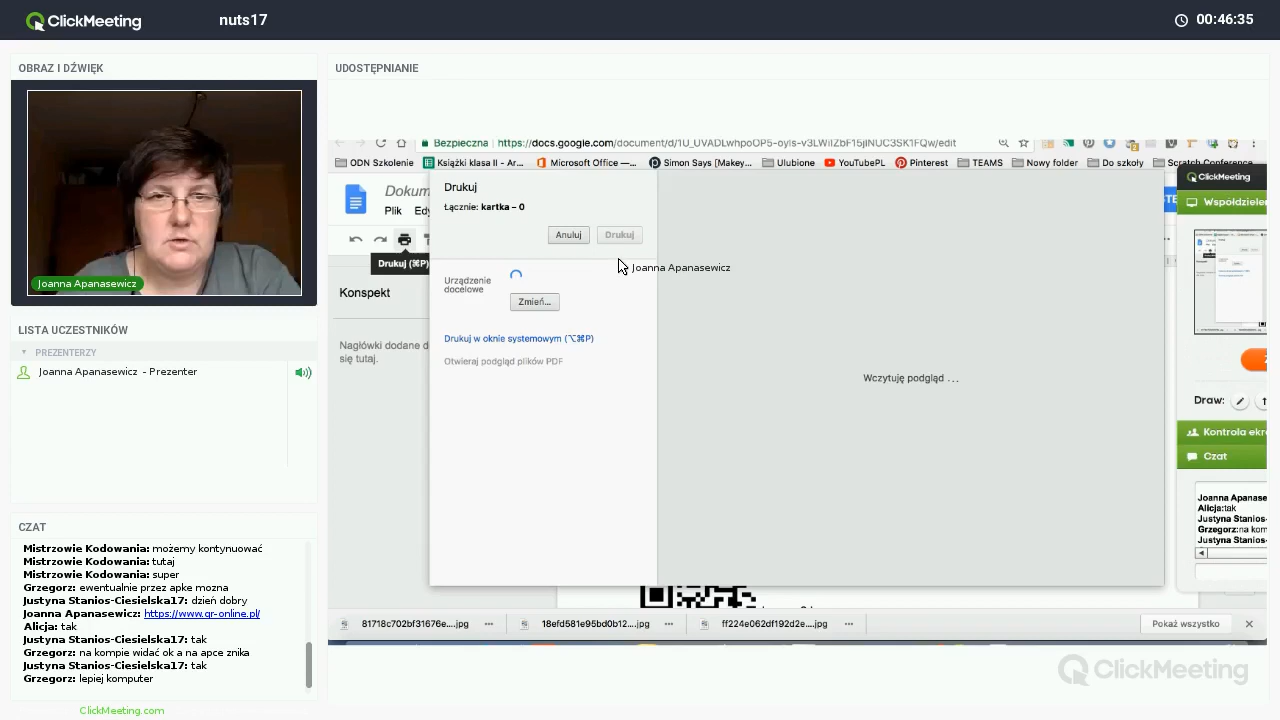 ClickMeeting
nuts17
00:46:35
OBRAZ I DŹWIĘK
Joanna Apanasewicz
LISTA UCZESTNIKÓW
PREZENTERZY
Joanna Apanasewicz - Prezenter
CZAT
Mistrzowie Kodowania: możemy kontynuować
Mistrzowie Kodowania: tutaj
Mistrzowie Kodowania: super
Grzegorz: ewentualnie przez apke mozna
Justyna Stanios-Ciesielska17: dzień dobry
Joanna Apanasewicz: https://www.qr-online.pl/
Alicja: tak
Justyna Stanios-Ciesielska17: tak
Grzegorz: na kompie widać ok a na apce znika
Justyna Stanios-Ciesielska17: tak
Grzegorz: lepiej komputer
ClickMeeting.com
UDOSTĘPNIANIE
Bezpieczna
https://docs.google.com/document/d/
/edit
ODN Szkolenie
Książki klasa II - Ar...
Microsoft Office —...
Simon Says [Makey...
Ulubione
YouTubePL
Pinterest
TEAMS
Nowy folder
Do szkoły
Scratch Conference
Dokum
Plik Edy
Drukuj (⌘P)
Konspekt
Nagłówki dodane d
się tutaj.
Drukuj
Łącznie: kartka – 0
Anuluj
Drukuj
Joanna Apanasewicz
Urządzenie
docelowe
Zmień...
Drukuj w oknie systemowym (⌥⌘P)
Otwieraj podgląd plików PDF
Wczytuję podgląd ...
ClickMeeting
Współdziele
Draw:
Kontrola ekr
Czat
Joanna Apanase
Alicja:tak
Justyna Stanios-
Grzegorz:na kom
Justyna Stanios-
81718c702bf31676e....jpg
18efd581e95bd0b12....jpg
ff224e062df192d2e....jpg
Pokaż wszystko
ClickMeeting